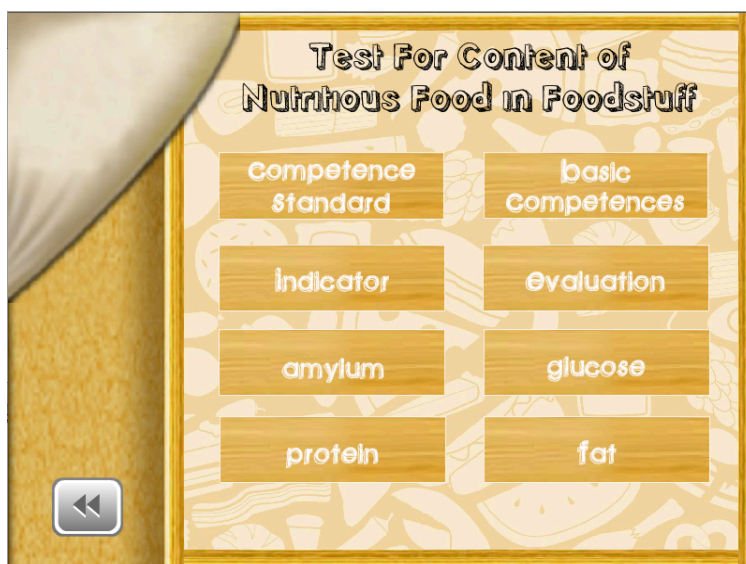 Test For Content of
Nutritious Food in Foodstuff
Competence
Standard
basic
Competences
indicator
evaluation
amylum
glucose
protein
fat